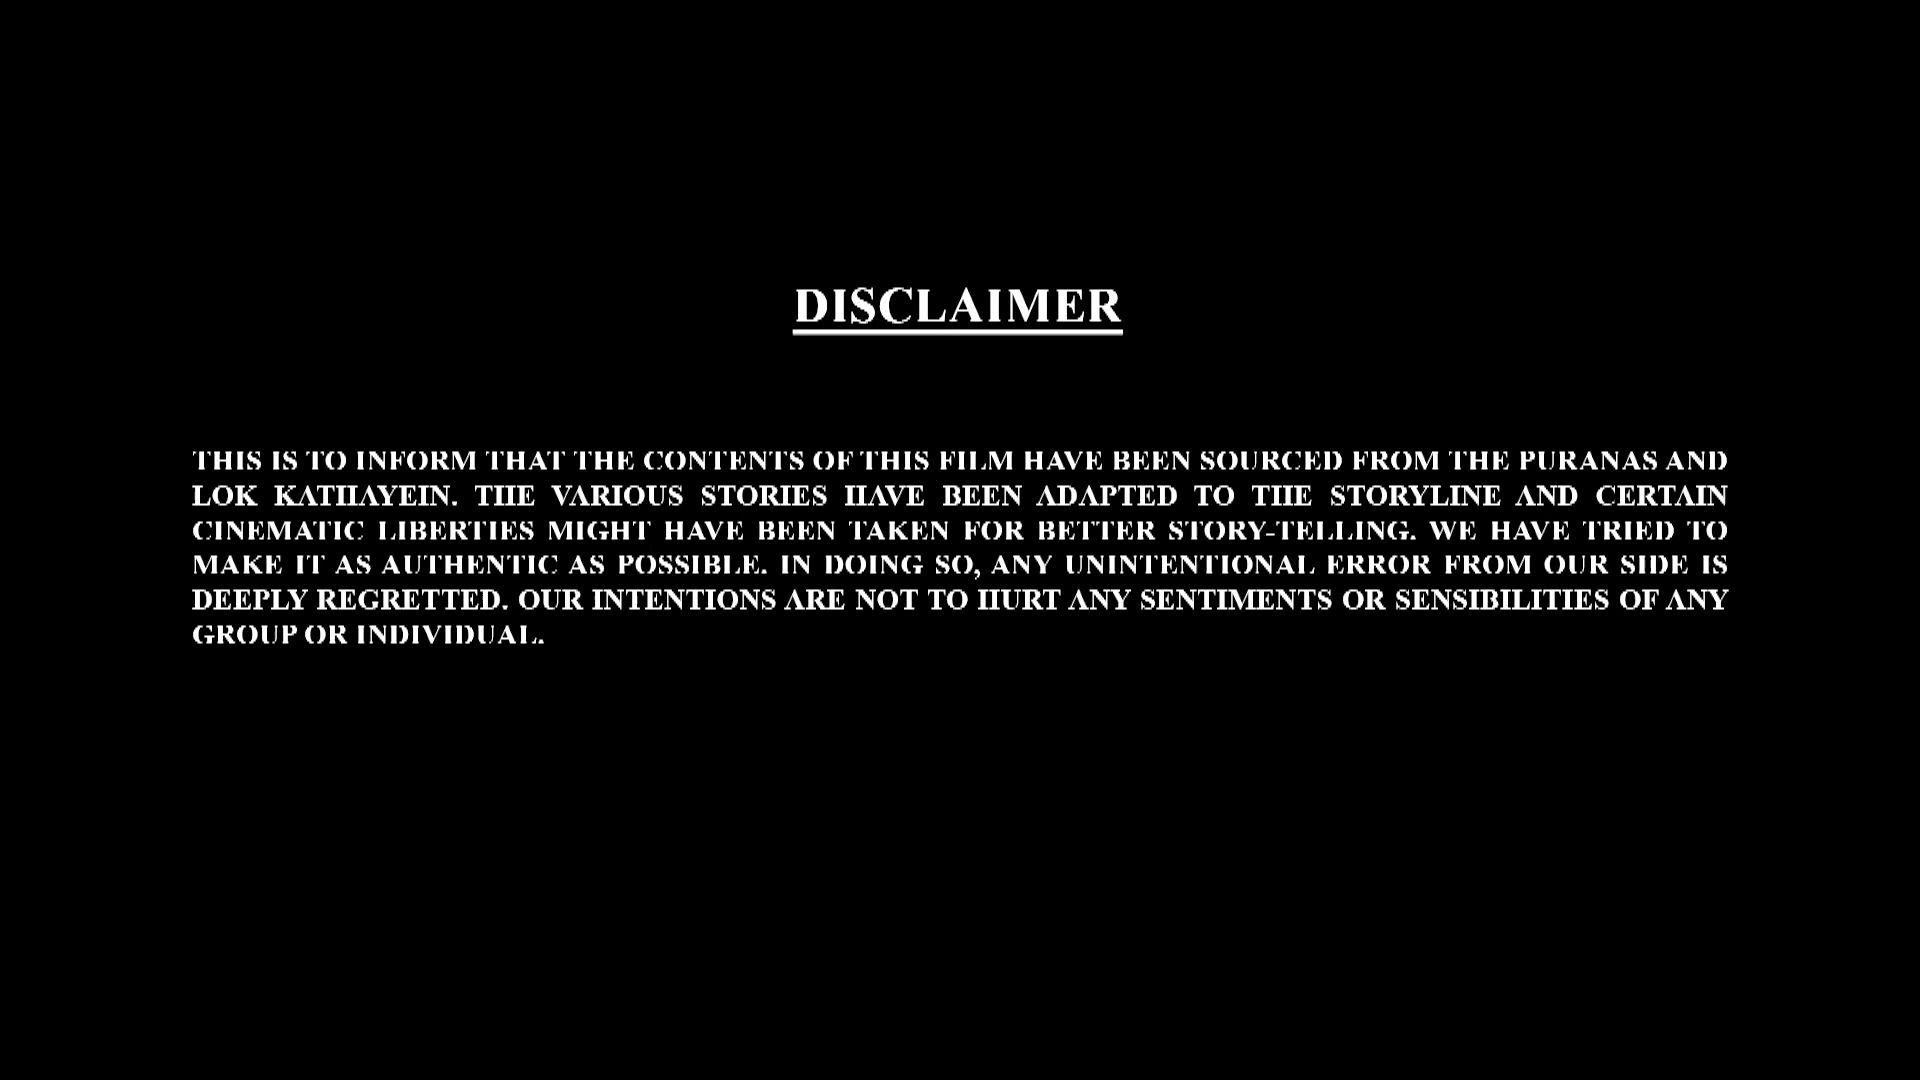 DISCLAIMER
THIS IS TO INFORM THAT THE CONTENTS OF THIS FILM HAVE BEEN SOURCED FROM THE PURANAS AND
LOK KATHAYEIN. THE VARIOUS STORIES HAVE BEEN ADAPTED TO THE STORYLINE AND CERTAIN
CINEMATIC LIBERTIES MIGHT HAVE BEEN TAKEN FOR BETTER STORY-TELLING. WE HAVE TRIED TO
MAKE IT AS AUTHENTIC AS POSSIBLE. IN DOING SO, ANY UNINTENTIONAL ERROR FROM OUR SIDE IS
DEEPLY REGRETTED. OUR INTENTIONS ARE NOT TO HURT ANY SENTIMENTS OR SENSIBILITIES OF ANY
GROUP OR INDIVIDUAL.